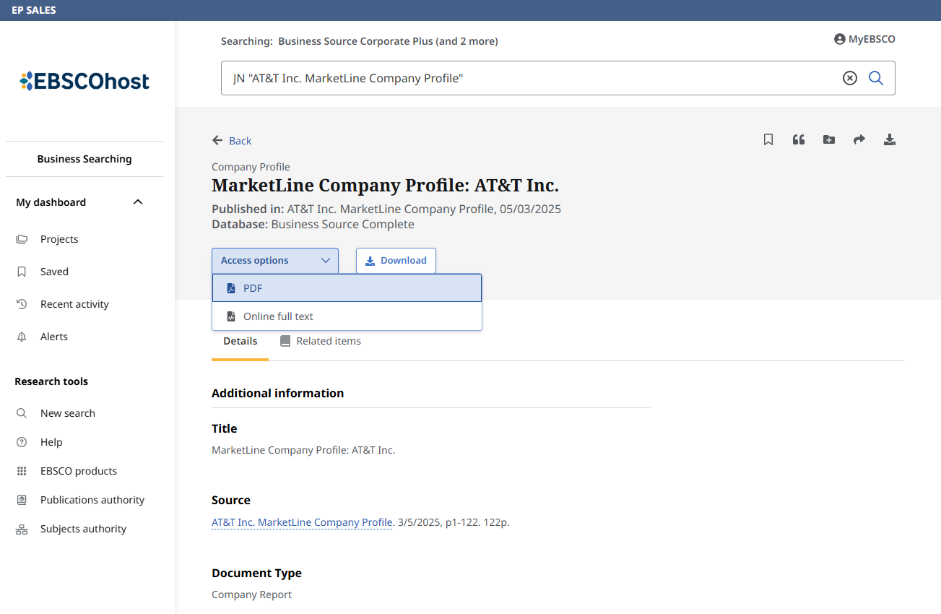 EP SALES
Searching: Business Source Corporate Plus (and 2 more)
MyEBSCO
EBSCOhost
JN "AT&T Inc. MarketLine Company Profile"
Business Searching
My dashboard
Projects
Saved
Recent activity
Alerts
Research tools
New search
Help
EBSCO products
Publications authority
Subjects authority
Back
Company Profile
MarketLine Company Profile: AT&T Inc.
Published in: AT&T Inc. MarketLine Company Profile, 05/03/2025
Database: Business Source Complete
Access options
Download
PDF
Online full text
Details
Related items
Additional information
Title
MarketLine Company Profile: AT&T Inc.
Source
AT&T Inc. MarketLine Company Profile. 3/5/2025, p1-122. 122p.
Document Type
Company Report